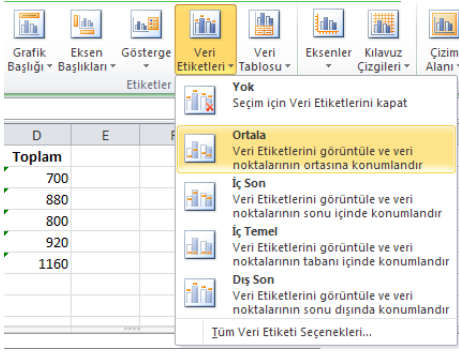 Grafik Eksen Gösterge Veri Veri Eksenler Kılavuz Çizim
Başlığı Başlıkları Etiketleri Tablosu Çizgileri Alanı
Etiketler
Yok
Seçim için Veri Etiketlerini kapat
D E F
Ortala
Veri Etiketlerini görüntüle ve veri
noktalarının ortasına konumlandır
Toplam
700
880
800
920
1160
İç Son
Veri Etiketlerini görüntüle ve veri
noktalarının sonu içinde konumlandır
İç Temel
Veri Etiketlerini görüntüle ve veri
noktalarının tabanı içinde konumlandır
Dış Son
Veri Etiketlerini görüntüle ve veri
noktalarının sonu dışında konumlandır
Tüm Veri Etiketi Seçenekleri...